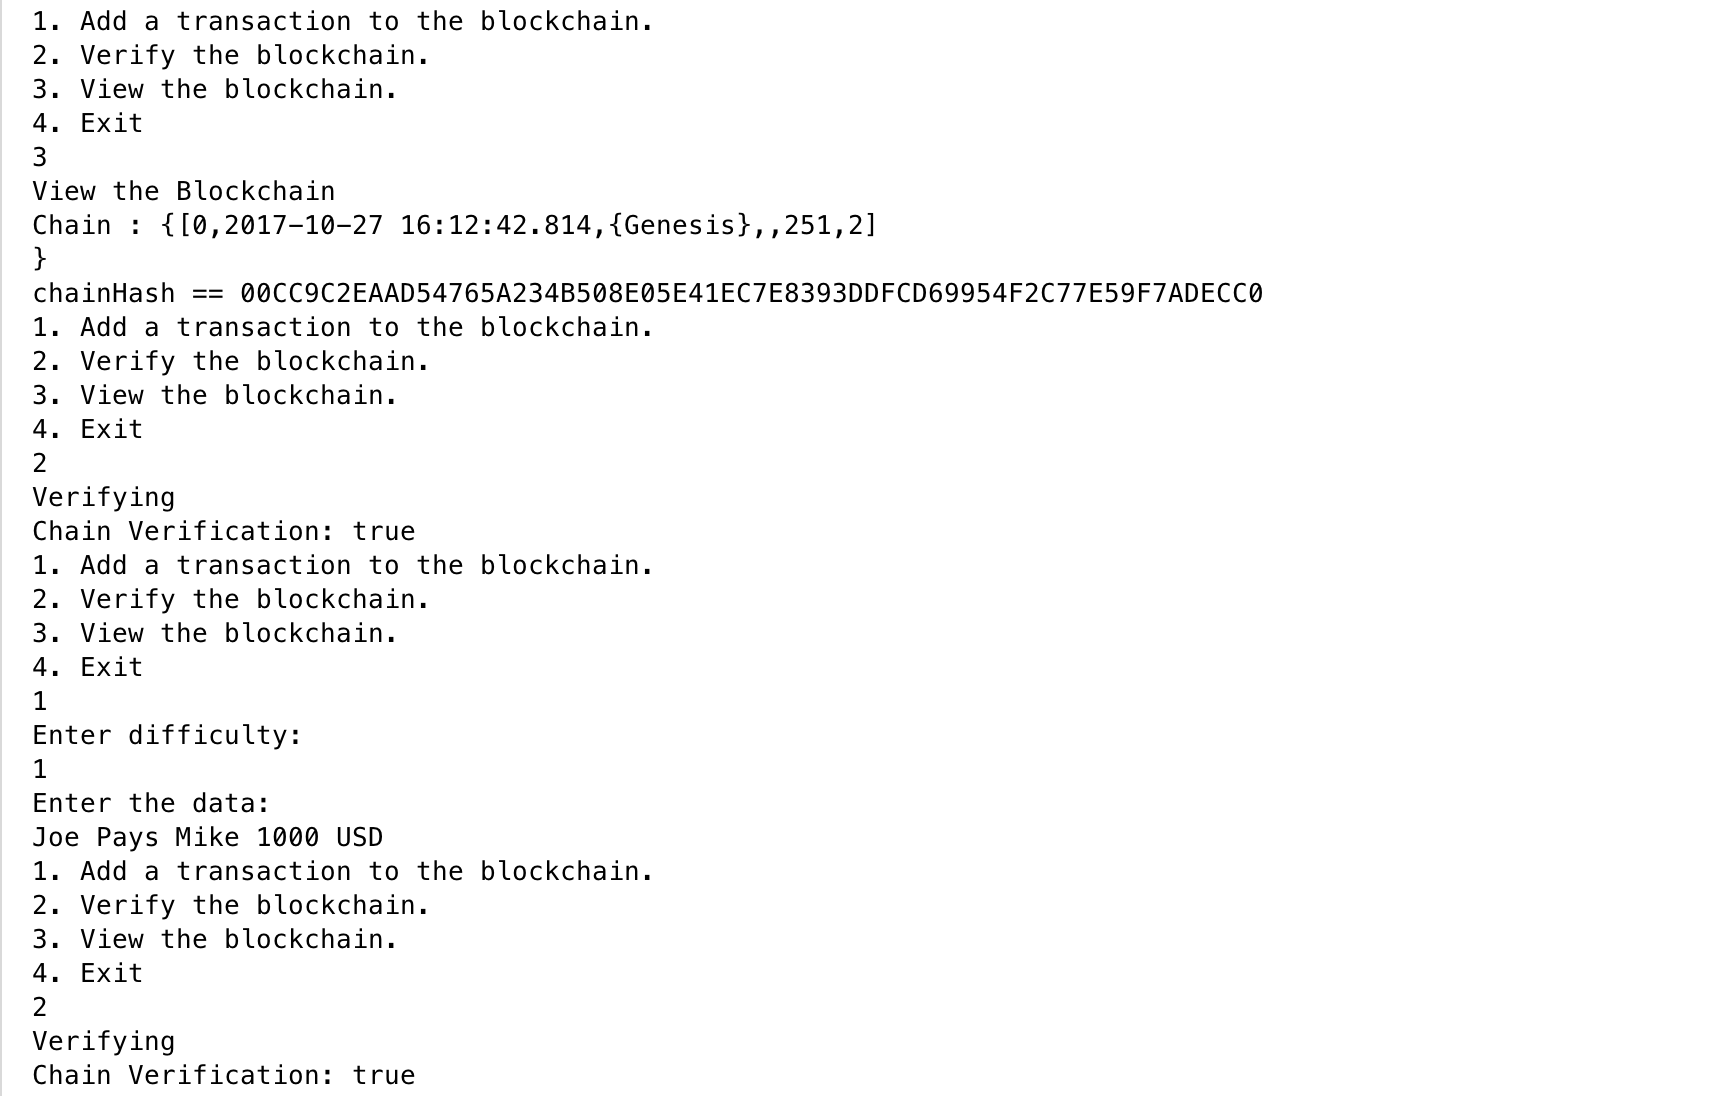 1. Add a transaction to the blockchain.
2. Verify the blockchain.
3. View the blockchain.
4. Exit
3
View the Blockchain
Chain : {[0,2017-10-27 16:12:42.814,{Genesis},,251,2]
}
chainHash == 00CC9C2EAAD54765A234B508E05E41EC7E8393DDFCD69954F2C77E59F7ADECC0
1. Add a transaction to the blockchain.
2. Verify the blockchain.
3. View the blockchain.
4. Exit
2
Verifying
Chain Verification: true
1. Add a transaction to the blockchain.
2. Verify the blockchain.
3. View the blockchain.
4. Exit
1
Enter difficulty:
1
Enter the data:
Joe Pays Mike 1000 USD
1. Add a transaction to the blockchain.
2. Verify the blockchain.
3. View the blockchain.
4. Exit
2
Verifying
Chain Verification: true